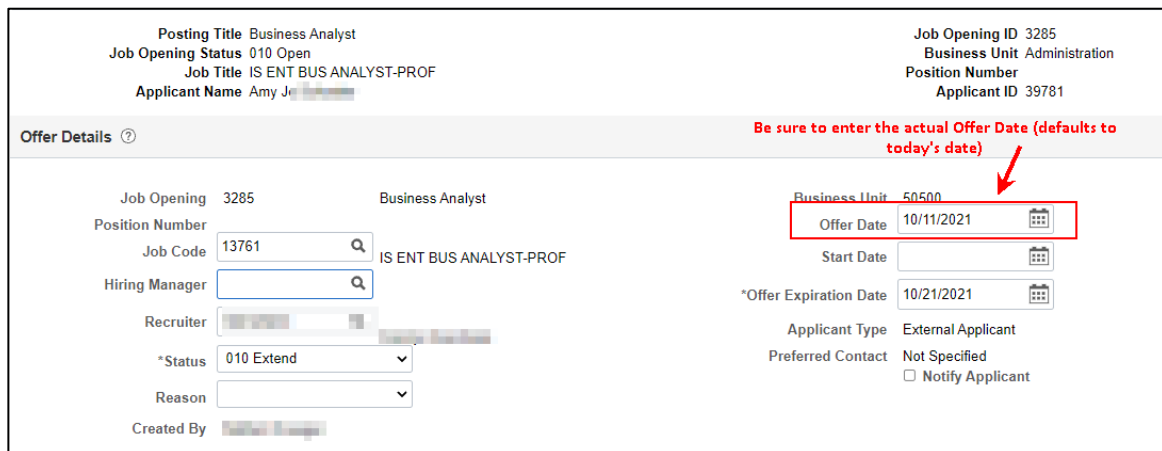 Posting Title Business Analyst
Job Opening ID 3285
Job Opening Status 010 Open
Business Unit Administration
Job Title IS ENT BUS ANALYST-PROF
Position Number
Applicant Name Amy
Applicant ID 39781
Offer Details ?
Be sure to enter the actual Offer Date (defaults to
today's date)
Job Opening 3285 Business Analyst
Business Unit 50500
Position Number
Offer Date 10/11/2021
Job Code 13761 IS ENT BUS ANALYST-PROF
Start Date
Hiring Manager
*Offer Expiration Date 10/21/2021
Recruiter
Applicant Type External Applicant
*Status 010 Extend
Preferred Contact Not Specified
Notify Applicant
Reason
Created By